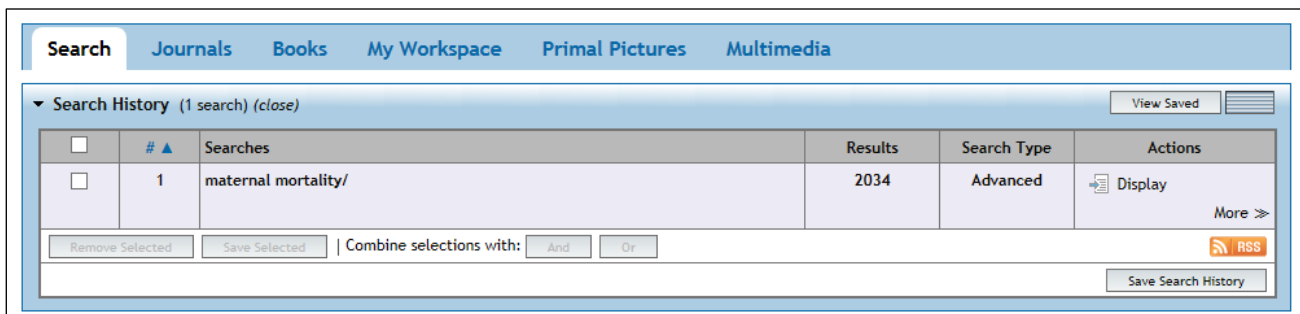 Search Journals Books My Workspace Primal Pictures Multimedia
▼ Search History (1 search) (close) View Saved
# ▲ Searches Results Search Type Actions
1 maternal mortality/ 2034 Advanced Display
More ≫
Remove Selected Save Selected | Combine selections with: And Or RSS
Save Search History